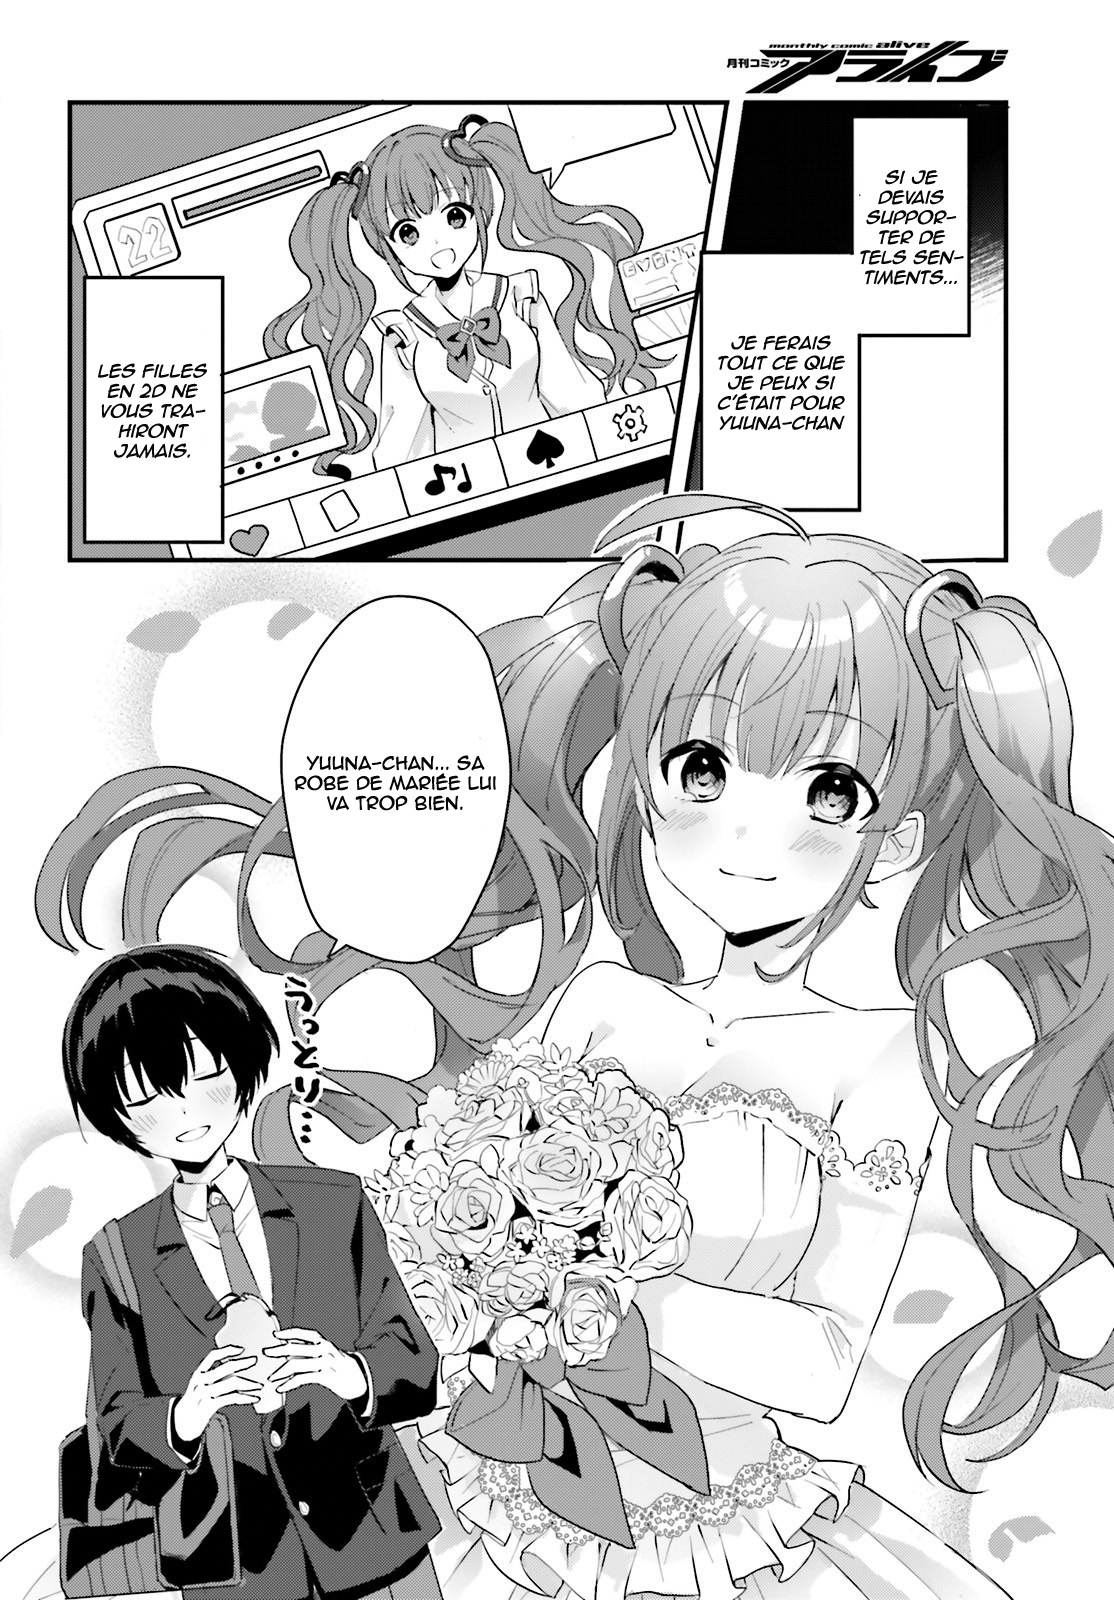 monthly comic alive
月刊コミック
アライブ
SI JE
DEVAIS
SUPPOR-
TER DE
TELS SEN-
TIMENTS...
JE FERAIS
TOUT CE QUE
JE PEUX SI
C'ÉTAIT POUR
YUUNA-CHAN
22
EVENT
LES FILLES
EN 2D NE
VOUS TRA-
HIRONT
JAMAIS.
YUUNA-CHAN... SA
ROBE DE MARIÉE LUI
VA TROP BIEN.
うっとり…